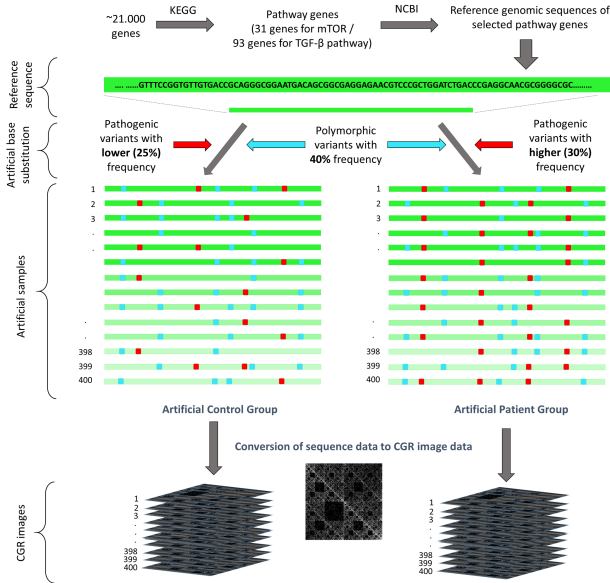 ~21.000 genes
KEGG
Pathway genes
(31 genes for mTOR /
93 genes for TGF-β pathway)
NCBI
Reference genomic sequences of
selected pathway genes
Reference
sequence
.... ......GTTTCCGGTGTTGTGACCGCAGGGCGGAATGACAGCGGCGAGGAGAACGTCCCGCTGGATCTGACCCGAGGCAACGCGGGGCGC.........
Artificial base
substitution
Pathogenic
variants with
lower (25%)
frequency
Polymorphic
variants with
40% frequency
Pathogenic
variants with
higher (30%)
frequency
Artificial samples
1
2
3
.
.
.
.
398
399
400
1
2
3
.
.
.
.
398
399
400
Artificial Control Group
Artificial Patient Group
Conversion of sequence data to CGR image data
CGR images
1
2
3
.
.
.
398
399
400
1
2
3
.
.
.
398
399
400